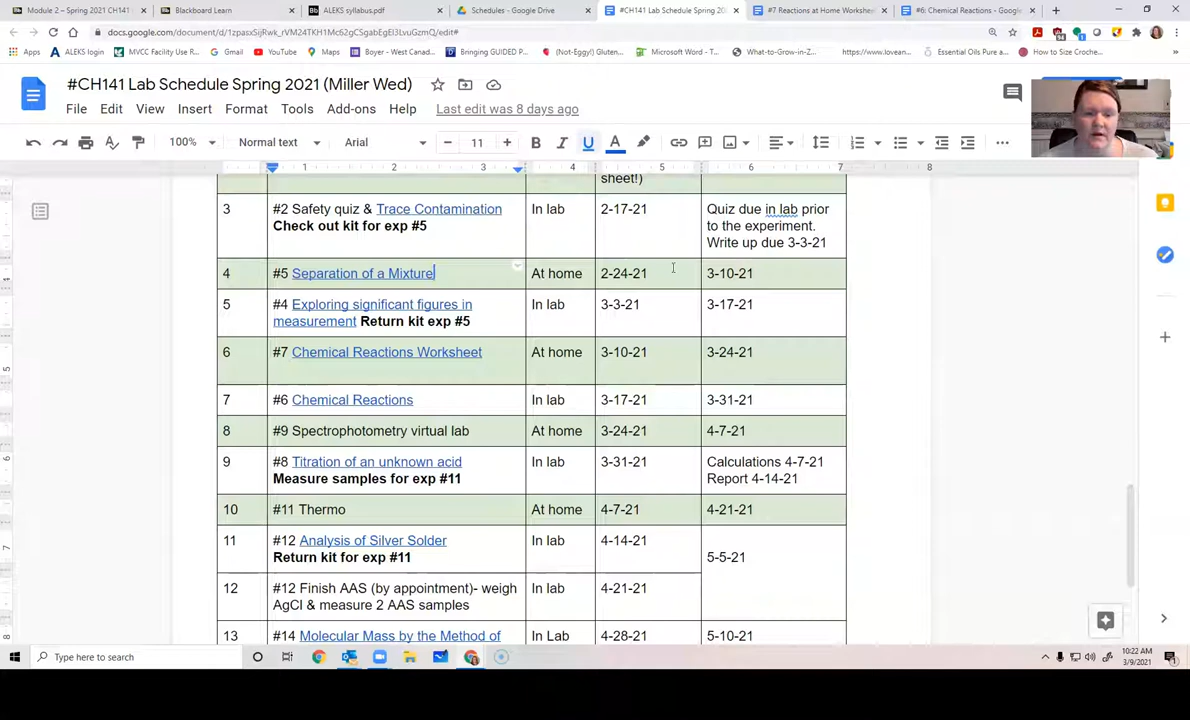 Module 2 – Spring 2021 CH141
Blackboard Learn
ALEKS syllabus.pdf
Schedules - Google Drive
#CH141 Lab Schedule Spring 20
#7 Reactions at Home Workshee
#6: Chemical Reactions - Google
docs.google.com/document/d/1zpasxSijRwk_rVM24TKH1Mc62gCSgabEgEl3LvuGzmQ/edit#
Apps
ALEKS login
MVCC Facility Use R...
Gmail
YouTube
Maps
Boyer - West Canad...
Bringing GUIDED P...
(Not-Eggy!) Gluten...
Microsoft Word - T...
What-to-Grow-in-Z...
https://www.lovean...
Essential Oils Pure a...
How to Size Croche...
#CH141 Lab Schedule Spring 2021 (Miller Wed)
File Edit View Insert Format Tools Add-ons Help Last edit was 8 days ago
100% Normal text Arial 11
1 2 3 4 5 6 7 8
sheet!)
3 #2 Safety quiz & Trace Contamination In lab 2-17-21 Quiz due in lab prior
Check out kit for exp #5 to the experiment.
Write up due 3-3-21
4 #5 Separation of a Mixture At home 2-24-21 3-10-21
5 #4 Exploring significant figures in In lab 3-3-21 3-17-21
measurement Return kit exp #5
6 #7 Chemical Reactions Worksheet At home 3-10-21 3-24-21
7 #6 Chemical Reactions In lab 3-17-21 3-31-21
8 #9 Spectrophotometry virtual lab At home 3-24-21 4-7-21
9 #8 Titration of an unknown acid In lab 3-31-21 Calculations 4-7-21
Measure samples for exp #11 Report 4-14-21
10 #11 Thermo At home 4-7-21 4-21-21
11 #12 Analysis of Silver Solder In lab 4-14-21
Return kit for exp #11 5-5-21
12 #12 Finish AAS (by appointment)- weigh In lab 4-21-21
AgCl & measure 2 AAS samples
13 #14 Molecular Mass by the Method of In Lab 4-28-21 5-10-21
Type here to search
10:22 AM
3/9/2021